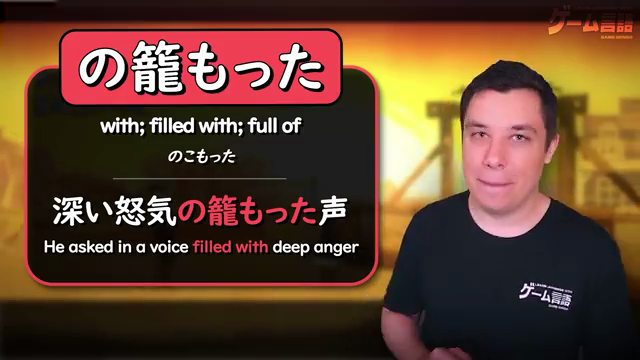 ゲーム言語
の籠もった
with; filled with; full of
のこもった
深い怒気の籠もった声
He asked in a voice filled with deep anger
ゲーム言語